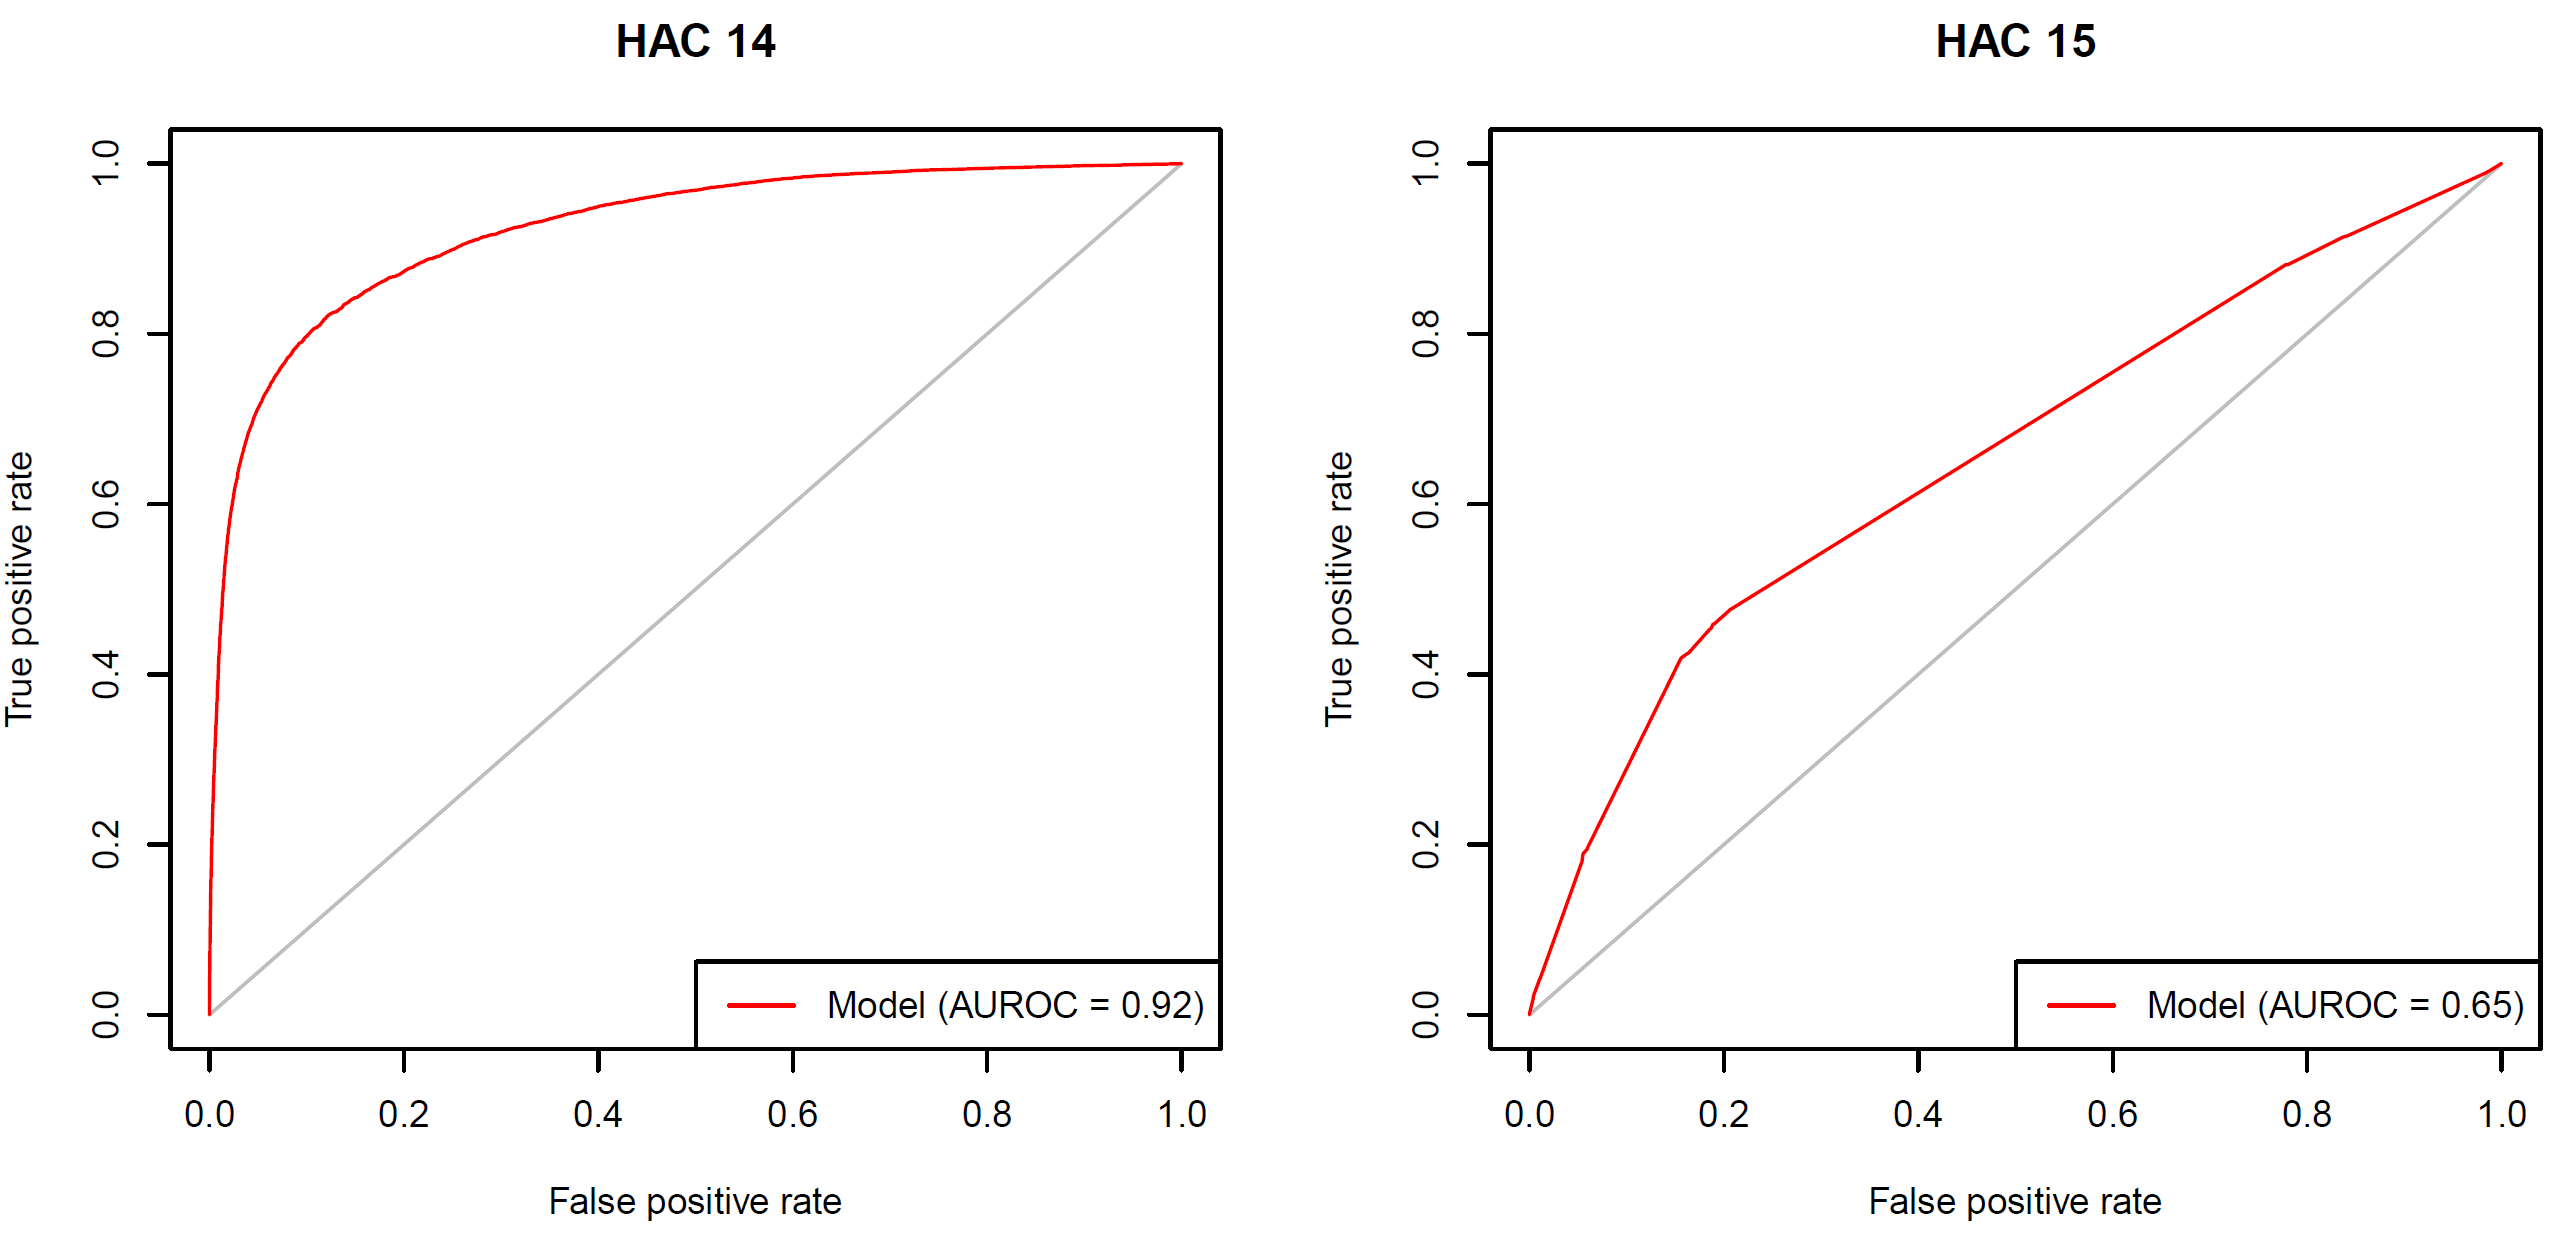 HAC 14
True positive rate
1.0
0.8
0.6
0.4
0.2
0.0
Model (AUROC = 0.92)
0.0 0.2 0.4 0.6 0.8 1.0
False positive rate
HAC 15
True positive rate
1.0
0.8
0.6
0.4
0.2
0.0
Model (AUROC = 0.65)
0.0 0.2 0.4 0.6 0.8 1.0
False positive rate